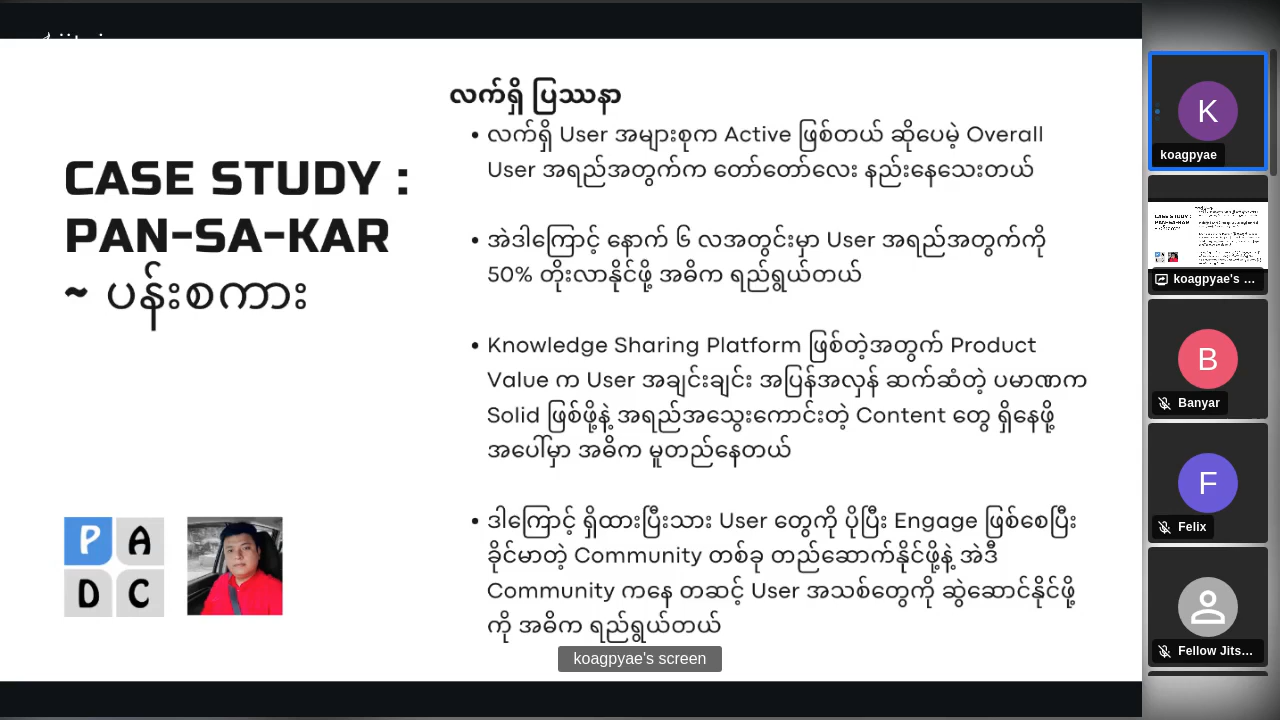 CASE STUDY :
PAN-SA-KAR
~ ပန်းစကား
လက်ရှိ ပြဿနာ
• လက်ရှိ User အများစုက Active ဖြစ်တယ် ဆိုပေမဲ့ Overall
User အရည်အတွက်က တော်တော်လေး နည်းနေသေးတယ်
• အဲဒါကြောင့် နောက် ၆ လအတွင်းမှာ User အရည်အတွက်ကို
50% တိုးလာနိုင်ဖို့ အဓိက ရည်ရွယ်တယ်
• Knowledge Sharing Platform ဖြစ်တဲ့အတွက် Product
Value က User အချင်းချင်း အပြန်အလှန် ဆက်ဆံတဲ့ ပမာဏက
Solid ဖြစ်ဖို့နဲ့ အရည်အသွေးကောင်းတဲ့ Content တွေ ရှိနေဖို့
အပေါ်မှာ အဓိက မူတည်နေတယ်
• ဒါကြောင့် ရှိထားပြီးသား User တွေကို ပိုပြီး Engage ဖြစ်စေပြီး
ခိုင်မာတဲ့ Community တစ်ခု တည်ဆောက်နိုင်ဖို့နဲ့ အဲဒီ
Community ကနေ တဆင့် User အသစ်တွေကို ဆွဲဆောင်နိုင်ဖို့
ကို အဓိက ရည်ရွယ်တယ်
P A
D C
koagpyae's screen
K
koagpyae
koagpyae's ...
B
Banyar
F
Felix
Fellow Jits...